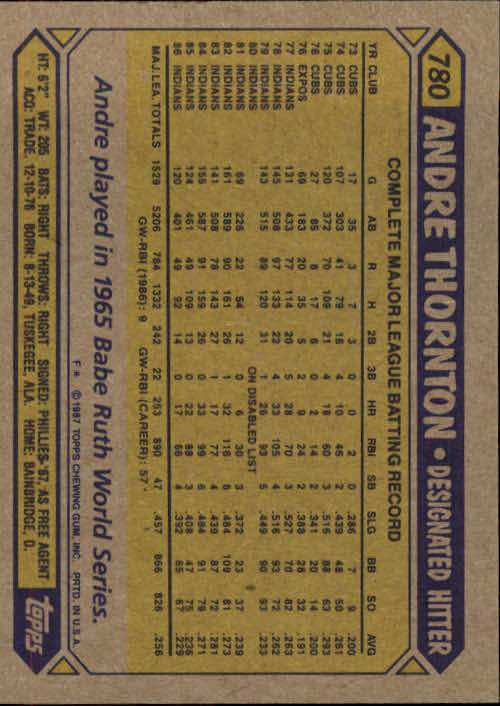 780 ANDRE THORNTON • DESIGNATED HITTER
COMPLETE MAJOR LEAGUE BATTING RECORD
YR CLUB G AB R H 2B 3B HR RBI SB SLG BB SO AVG
73 CUBS 17 35 3 7 3 0 0 2 0 .286 7 9 .200
74 CUBS 107 303 41 79 16 4 10 46 2 .439 48 50 .261
75 CUBS 120 372 70 109 21 4 18 60 3 .516 88 63 .293
76 CUBS 27 85 8 17 6 0 2 14 2 .341 20 14 .200
76 EXPOS 69 183 20 35 5 2 9 24 2 .388 28 32 .191
77 INDIANS 131 433 77 114 20 5 28 70 3 .527 70 82 .263
78 INDIANS 145 508 97 133 22 4 33 105 4 .516 93 72 .262
79 INDIANS 143 515 89 120 31 1 26 93 5 .449 90 93 .233
80 INDIANS ON DISABLED LIST
81 INDIANS 69 226 22 54 12 0 6 30 3 .372 23 37 .239
82 INDIANS 161 589 90 161 26 1 32 116 6 .484 109 81 .273
83 INDIANS 141 508 78 143 27 1 17 77 4 .439 87 72 .281
84 INDIANS 155 587 91 159 26 0 33 99 6 .484 91 79 .271
85 INDIANS 124 461 49 109 13 0 22 88 3 .408 47 75 .236
86 INDIANS 120 401 49 92 14 0 17 66 4 .392 65 67 .229
MAJ. LEA. TOTALS 1529 5206 784 1332 242 22 253 890 47 .457 866 826 .256
GW-RBI (1986): 9 GW-RBI (CAREER): 57
Andre played in 1965 Babe Ruth World Series.
F * © 1987 TOPPS CHEWING GUM, INC. PRTD. IN U.S.A.
HT: 6'2" WT: 205 BATS: RIGHT THROWS: RIGHT SIGNED: PHILLIES-'67, AS FREE AGENT
ACQ: TRADE, 12-10-76 BORN: 8-13-49, TUSKEGEE, ALA. HOME: BAINBRIDGE, O.
topps